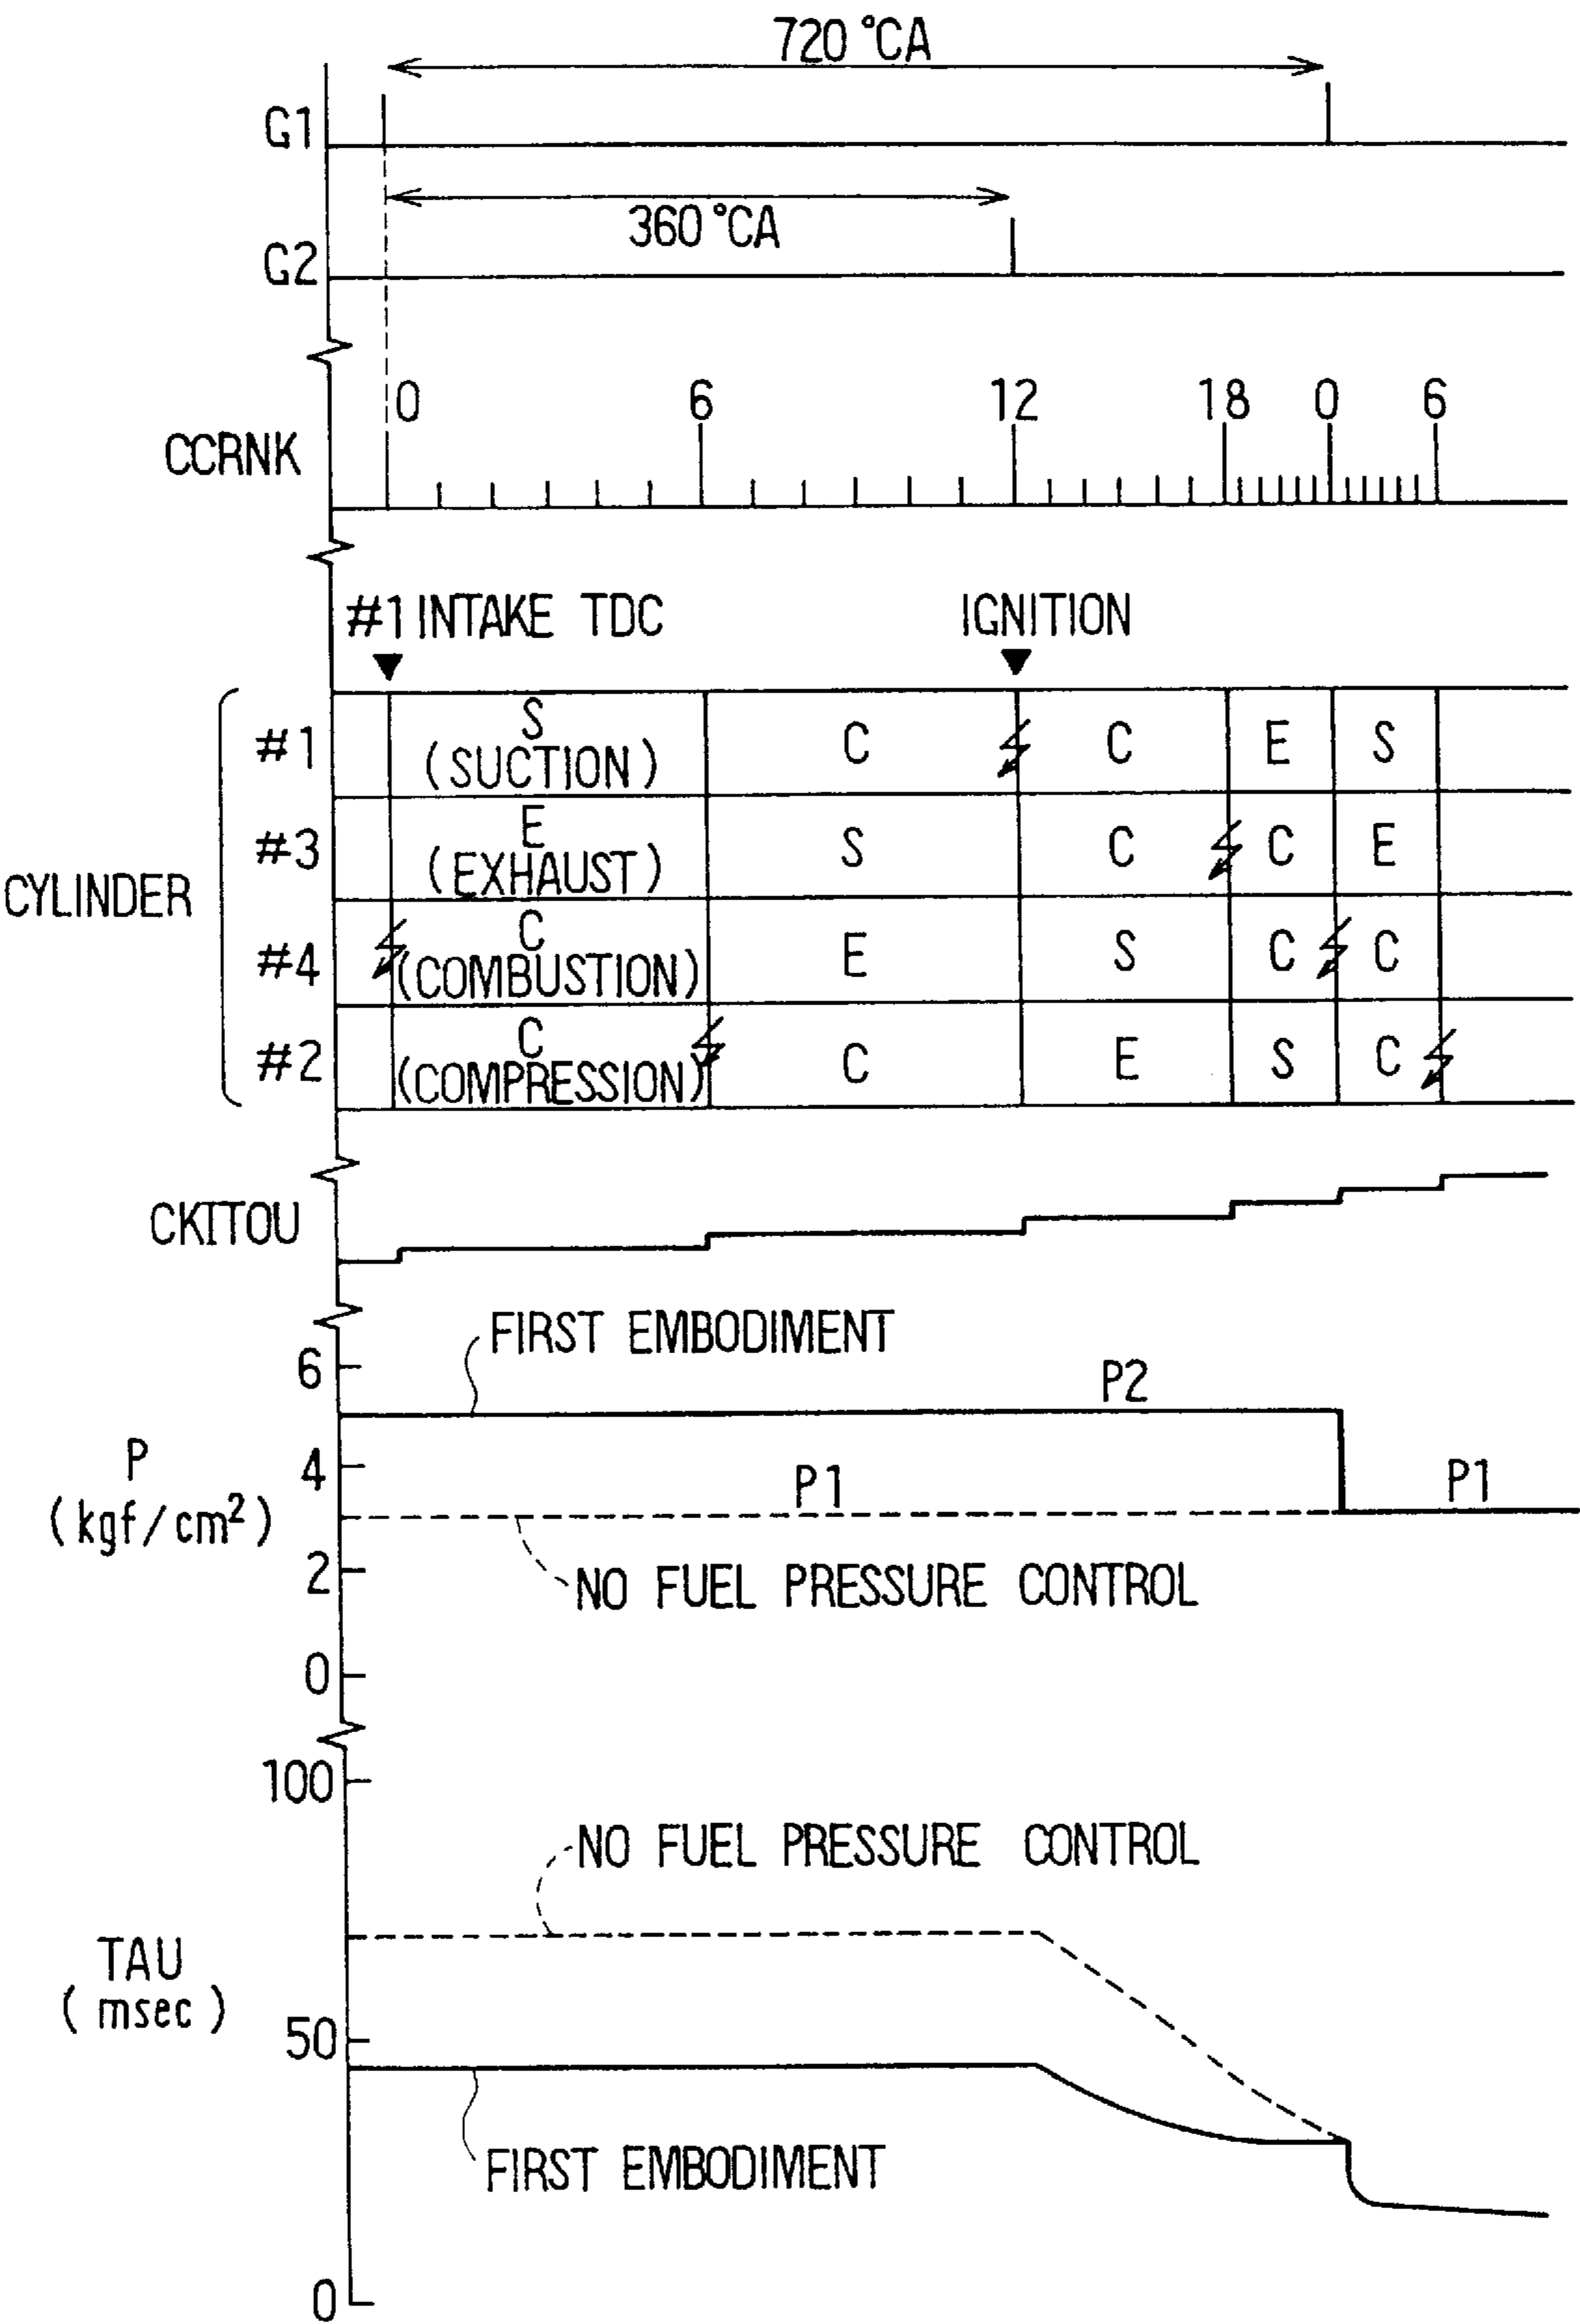 720 °CA
G1
360 °CA
G2
0 6 12 18 0 6
CCRNK
#1 INTAKE TDC IGNITION
CYLINDER
#1 S (SUCTION) C C E S
#3 E (EXHAUST) S C C E
#4 C (COMBUSTION) E S C C
#2 C (COMPRESSION) C E S C
CKITOU
FIRST EMBODIMENT
6
P2
P (kgf/cm²)
4
P1 P1
2
NO FUEL PRESSURE CONTROL
0
100
NO FUEL PRESSURE CONTROL
TAU (msec)
50
FIRST EMBODIMENT
0